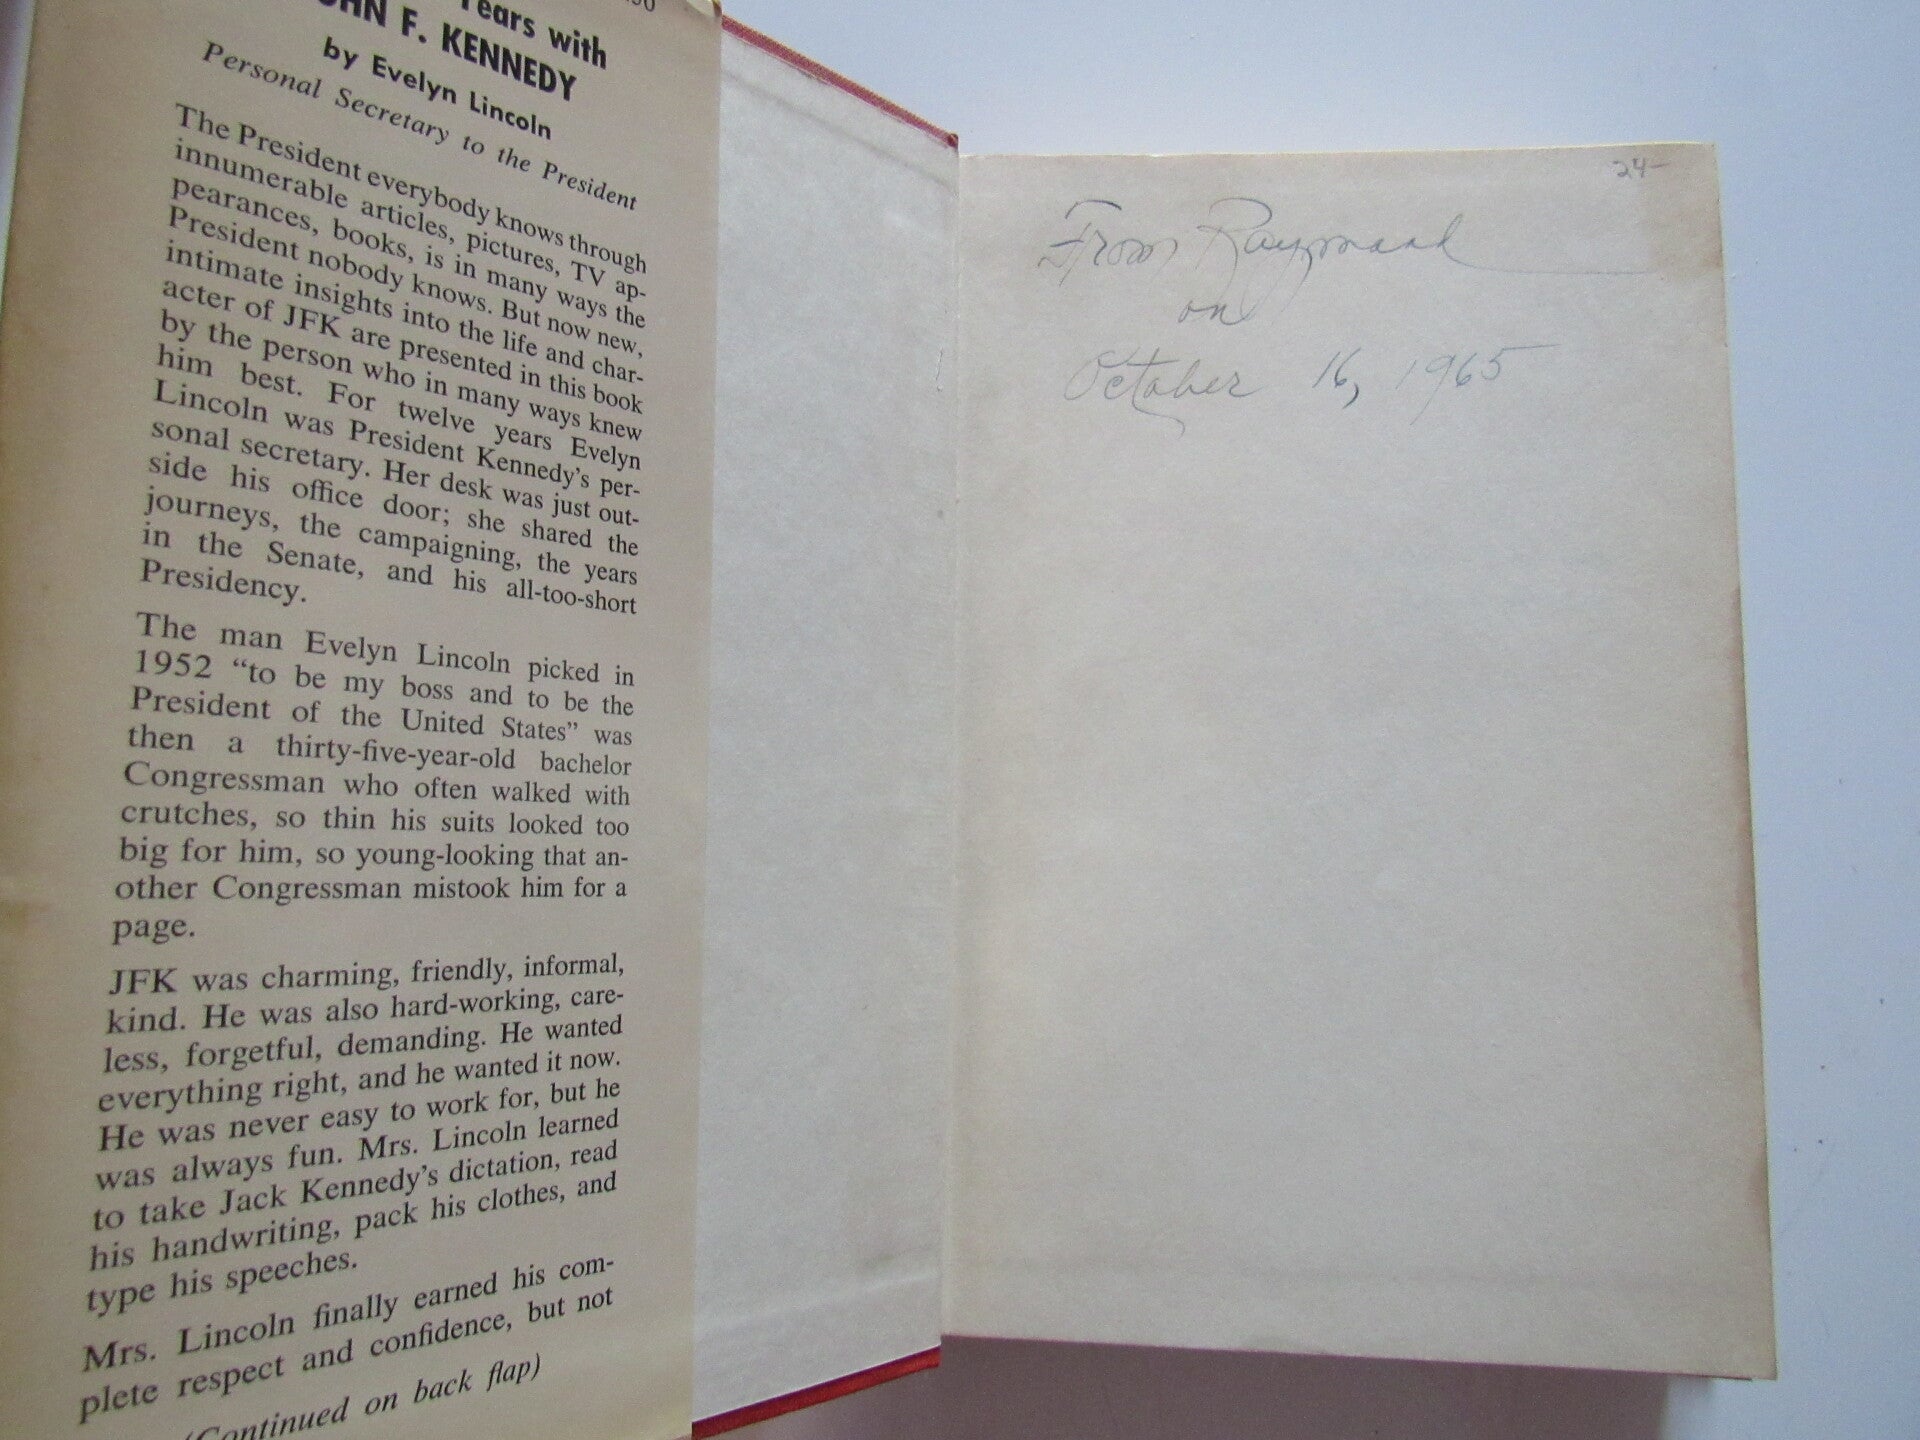 Years with
JOHN F. KENNEDY
by Evelyn Lincoln
Personal Secretary to the President
The President everybody knows through
innumerable articles, pictures, TV ap-
pearances, books, is in many ways the
President nobody knows. But now new,
intimate insights into the life and char-
acter of JFK are presented in this book
by the person who in many ways knew
him best. For twelve years Evelyn
Lincoln was President Kennedy's per-
sonal secretary. Her desk was just out-
side his office door; she shared the
journeys, the campaigning, the years
in the Senate, and his all-too-short
Presidency.
The man Evelyn Lincoln picked in
1952 “to be my boss and to be the
President of the United States” was
then a thirty-five-year-old bachelor
Congressman who often walked with
crutches, so thin his suits looked too
big for him, so young-looking that an-
other Congressman mistook him for a
page.
JFK was charming, friendly, informal,
kind. He was also hard-working, care-
less, forgetful, demanding. He wanted
everything right, and he wanted it now.
He was never easy to work for, but he
was always fun. Mrs. Lincoln learned
to take Jack Kennedy's dictation, read
his handwriting, pack his clothes, and
type his speeches.
Mrs. Lincoln finally earned his com-
plete respect and confidence, but not
(Continued on back flap)
24-
From Raymond
on
October 16, 1965